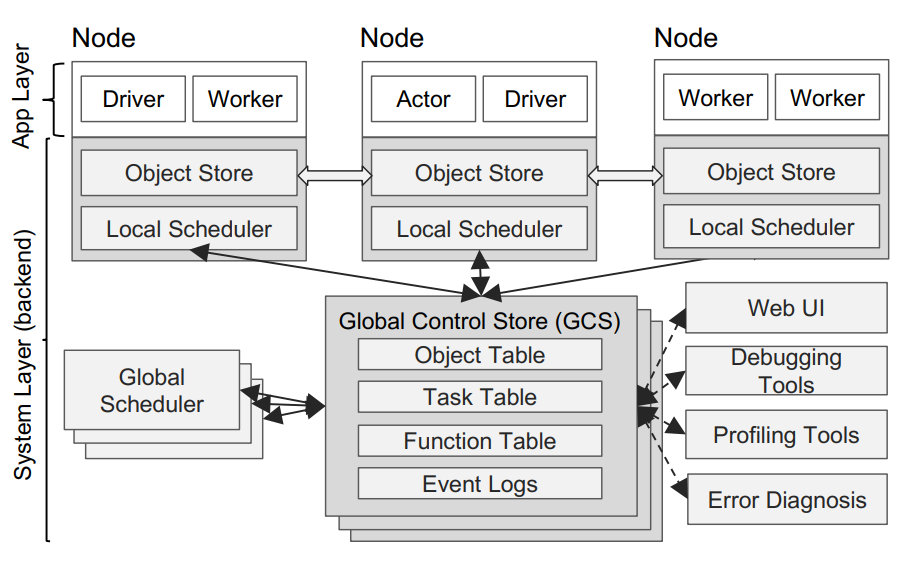 Node
Node
Node
App Layer
Driver
Worker
Actor
Driver
Worker
Worker
Object Store
Object Store
Object Store
Local Scheduler
Local Scheduler
Local Scheduler
System Layer (backend)
Global Control Store (GCS)
Object Table
Task Table
Function Table
Event Logs
Global
Scheduler
Web UI
Debugging
Tools
Profiling Tools
Error Diagnosis